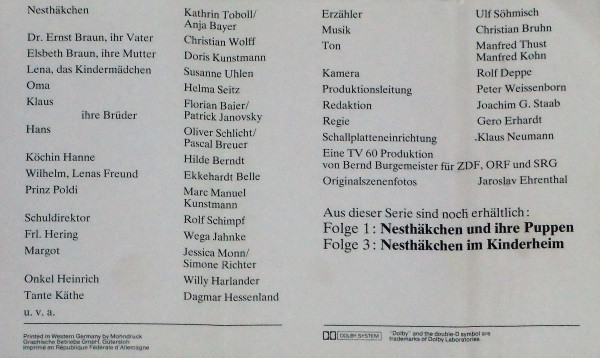 Nesthäkchen Kathrin Toboll/
Anja Bayer
Dr. Ernst Braun, ihr Vater Christian Wolff
Elsbeth Braun, ihre Mutter Doris Kunstmann
Lena, das Kindermädchen Susanne Uhlen
Oma Helma Seitz
Klaus Florian Baier/
ihre Brüder Patrick Janovsky
Hans Oliver Schlicht/
Pascal Breuer
Köchin Hanne Hilde Berndt
Wilhelm, Lenas Freund Ekkehardt Belle
Prinz Poldi Marc Manuel
Kunstmann
Schuldirektor Rolf Schimpf
Frl. Hering Wega Jahnke
Margot Jessica Monn/
Simone Richter
Onkel Heinrich Willy Harlander
Tante Käthe Dagmar Hessenland
u. v. a.
Printed in Western Germany by Mohndruck
Graphische Betriebe GmbH, Gütersloh
Imprimé en République Fédérale d'Allemagne
Erzähler Ulf Söhmisch
Musik Christian Bruhn
Ton Manfred Thust
Manfred Kohn
Kamera Rolf Deppe
Produktionsleitung Peter Weissenborn
Redaktion Joachim G. Staab
Regie Gero Erhardt
Schallplatteneinrichtung Klaus Neumann
Eine TV 60 Produktion
von Bernd Burgemeister für ZDF, ORF und SRG
Originalszenenfotos Jaroslav Ehrenthal
Aus dieser Serie sind noch erhältlich:
Folge 1: Nesthäkchen und ihre Puppen
Folge 3: Nesthäkchen im Kinderheim
DOLBY SYSTEM "Dolby" and the double-D symbol are
trademarks of Dolby Laboratories.